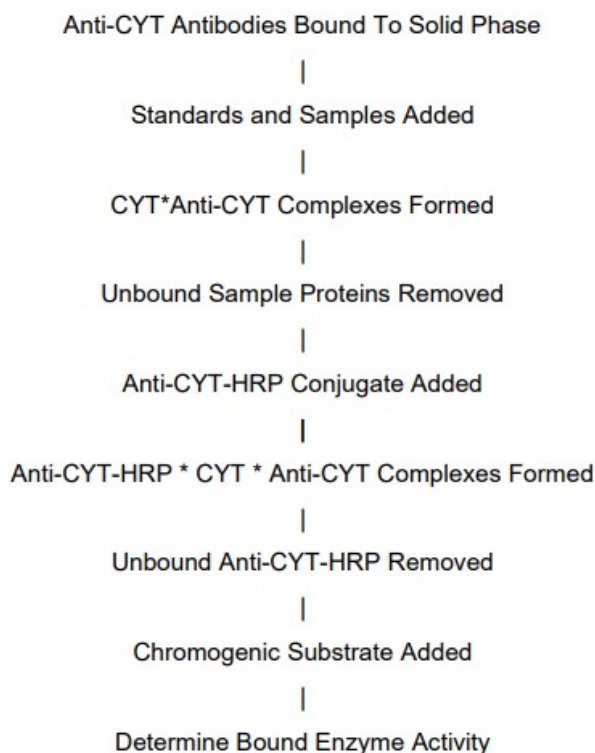 Anti-CYT Antibodies Bound To Solid Phase
|
Standards and Samples Added
|
CYT*Anti-CYT Complexes Formed
|
Unbound Sample Proteins Removed
|
Anti-CYT-HRP Conjugate Added
|
Anti-CYT-HRP * CYT * Anti-CYT Complexes Formed
|
Unbound Anti-CYT-HRP Removed
|
Chromogenic Substrate Added
|
Determine Bound Enzyme Activity